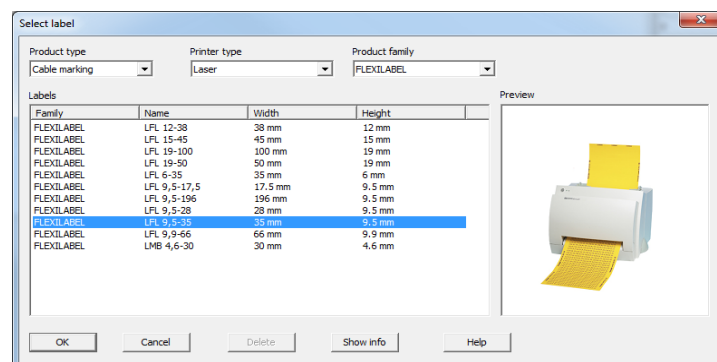 Select label
Product type Printer type Product family
Cable marking Laser FLEXILABEL
Labels Preview
Family Name Width Height
FLEXILABEL LFL 12-38 38 mm 12 mm
FLEXILABEL LFL 15-45 45 mm 15 mm
FLEXILABEL LFL 19-100 100 mm 19 mm
FLEXILABEL LFL 19-50 50 mm 19 mm
FLEXILABEL LFL 6-35 35 mm 6 mm
FLEXILABEL LFL 9,5-17,5 17.5 mm 9.5 mm
FLEXILABEL LFL 9,5-196 196 mm 9.5 mm
FLEXILABEL LFL 9,5-28 28 mm 9.5 mm
FLEXILABEL LFL 9,5-35 35 mm 9.5 mm
FLEXILABEL LFL 9,9-66 66 mm 9.9 mm
FLEXILABEL LMB 4,6-30 30 mm 4.6 mm
OK Cancel Delete Show info Help